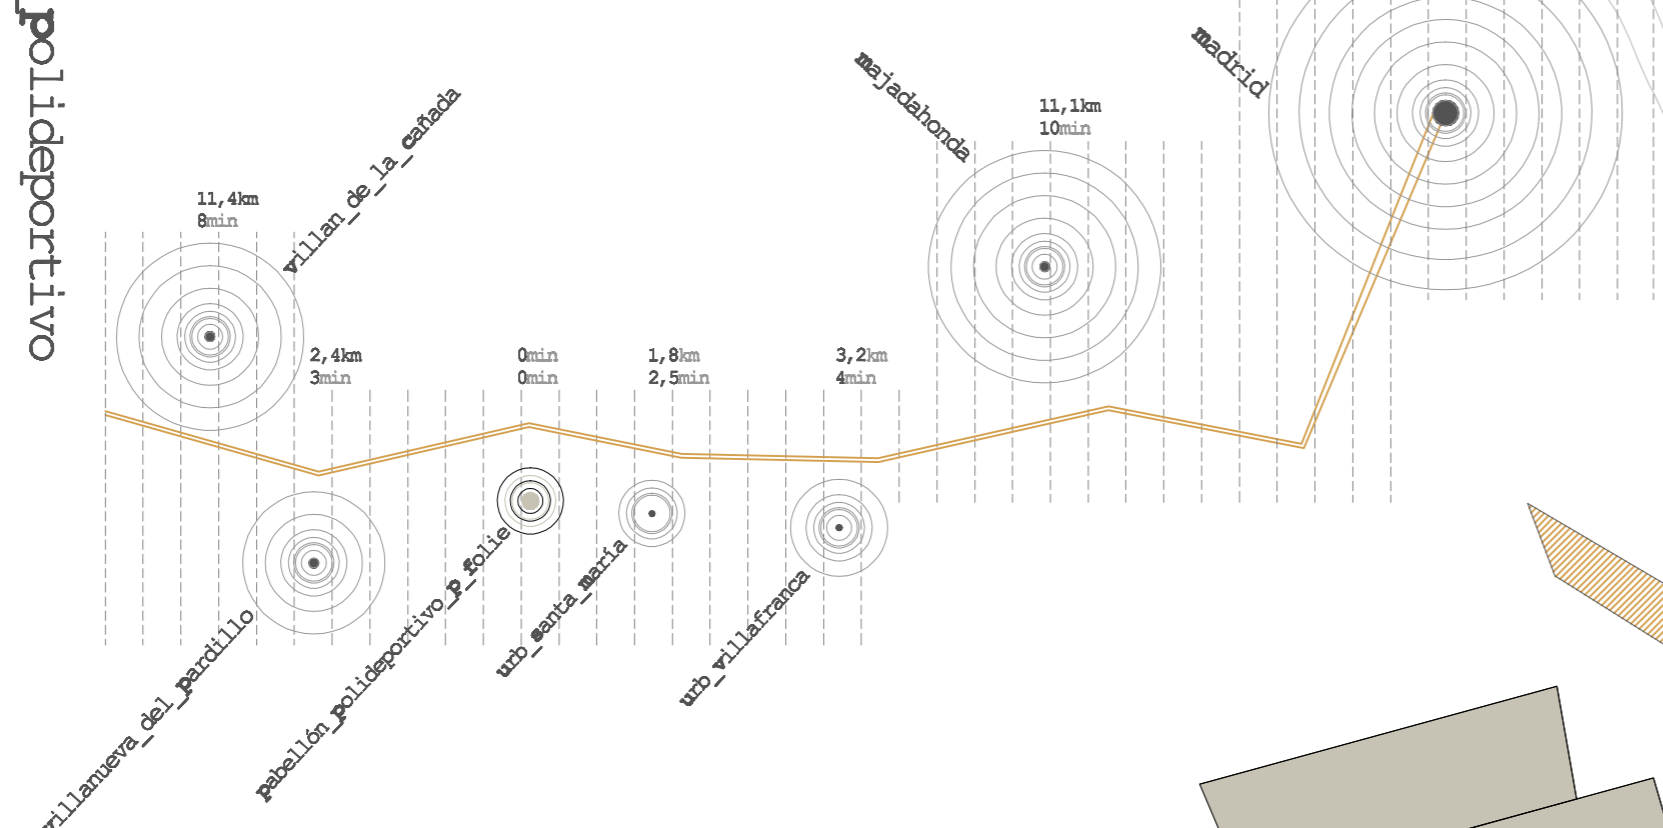 _polideportivo
madrid
majadahonda
11,1km
10min
villan_de_la_cañada
11,4km
8min
2,4km
3min
0min
0min
1,8km
2,5min
3,2km
4min
villanueva_del_pardillo
pabellón_polideportivo_p_folie
urb_santa_maría
urb_villafranca